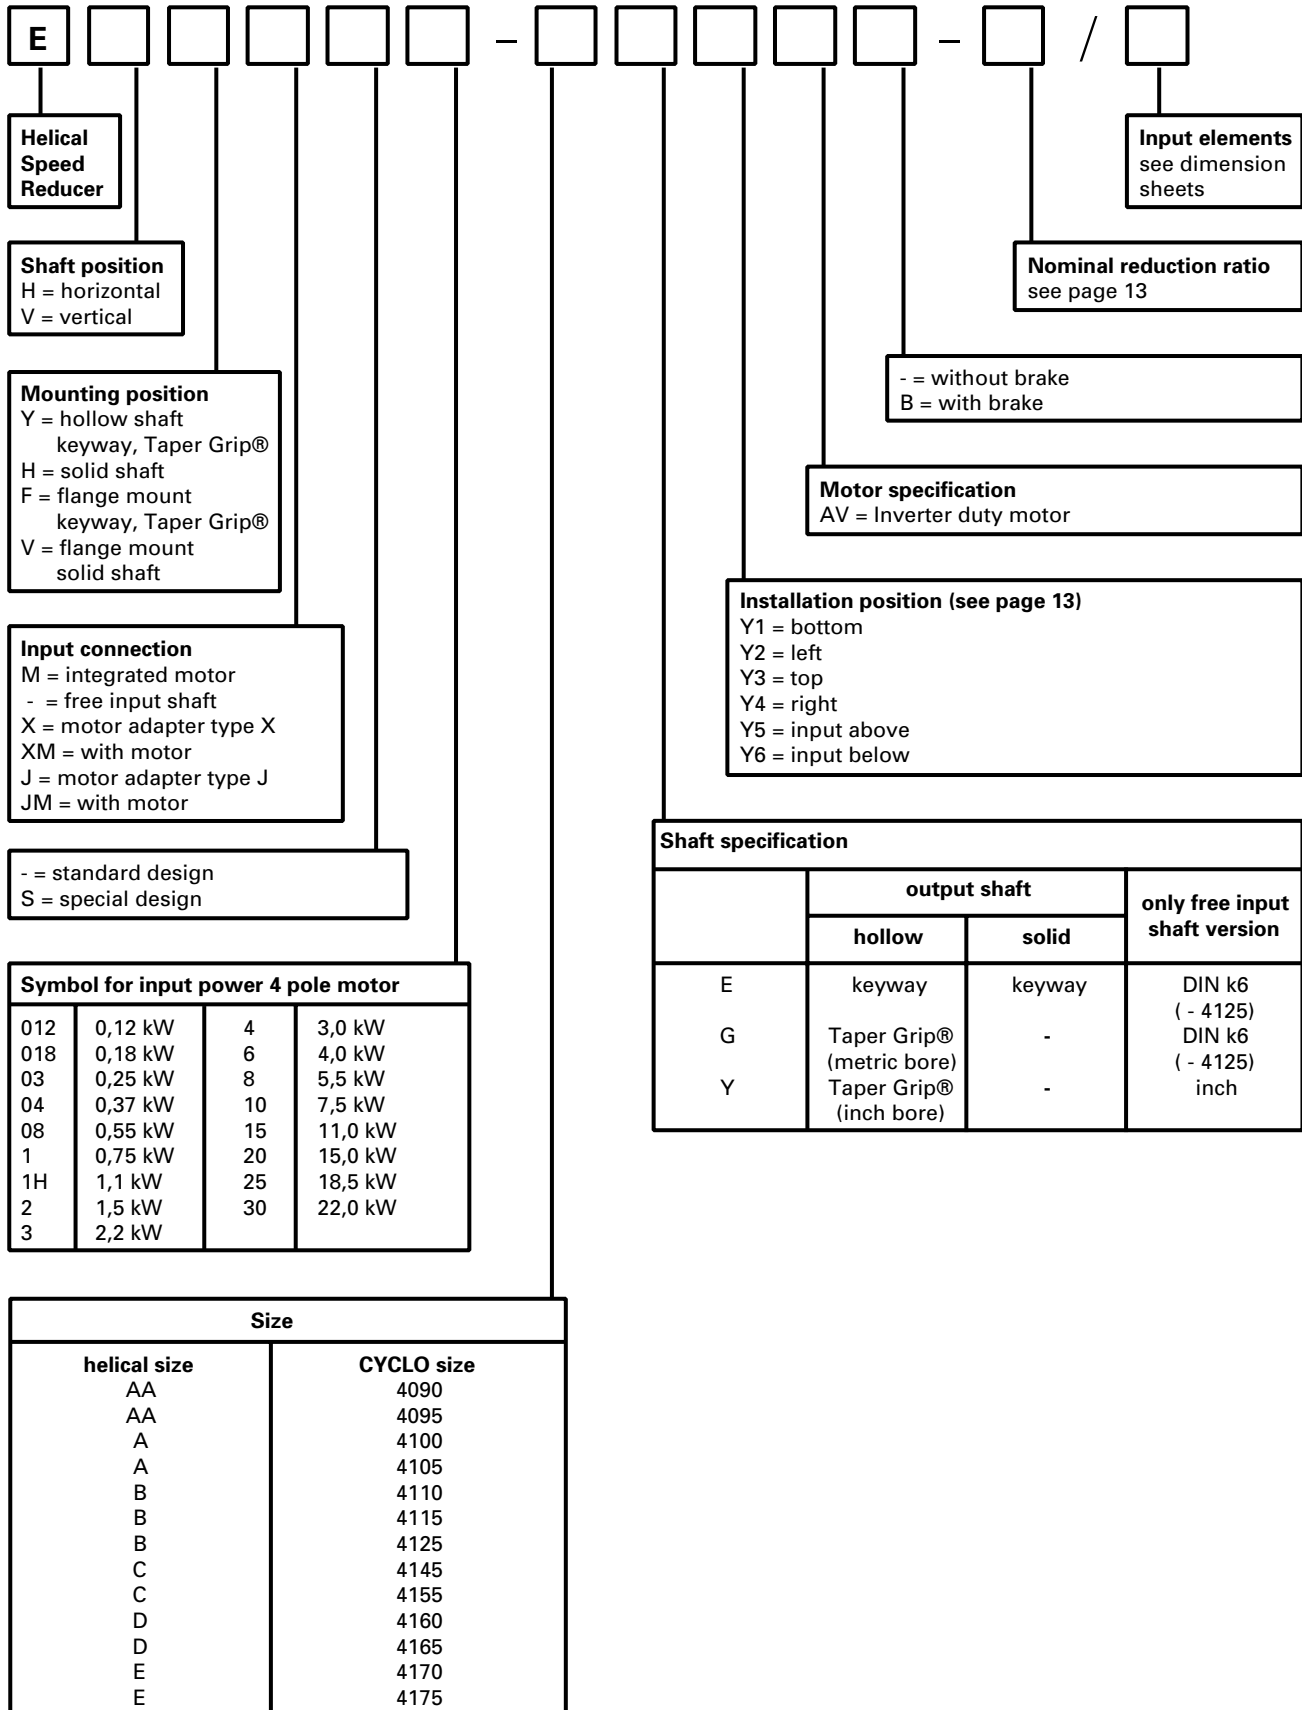 E – – /
Helical
Speed
Reducer
Input elements
see dimension
sheets
Shaft position
H = horizontal
V = vertical
Nominal reduction ratio
see page 13
Mounting position
Y = hollow shaft
keyway, Taper Grip®
H = solid shaft
F = flange mount
keyway, Taper Grip®
V = flange mount
solid shaft
- = without brake
B = with brake
Motor specification
AV = Inverter duty motor
Installation position (see page 13)
Y1 = bottom
Y2 = left
Y3 = top
Y4 = right
Y5 = input above
Y6 = input below
Input connection
M = integrated motor
- = free input shaft
X = motor adapter type X
XM = with motor
J = motor adapter type J
JM = with motor
- = standard design
S = special design
Shaft specification
output shaft
only free input
shaft version
hollow solid
E keyway keyway DIN k6
( - 4125)
G Taper Grip® - DIN k6
(metric bore) ( - 4125)
Y Taper Grip® - inch
(inch bore)
Symbol for input power 4 pole motor
012 0,12 kW 4 3,0 kW
018 0,18 kW 6 4,0 kW
03 0,25 kW 8 5,5 kW
04 0,37 kW 10 7,5 kW
08 0,55 kW 15 11,0 kW
1 0,75 kW 20 15,0 kW
1H 1,1 kW 25 18,5 kW
2 1,5 kW 30 22,0 kW
3 2,2 kW
Size
helical size CYCLO size
AA 4090
AA 4095
A 4100
A 4105
B 4110
B 4115
B 4125
C 4145
C 4155
D 4160
D 4165
E 4170
E 4175